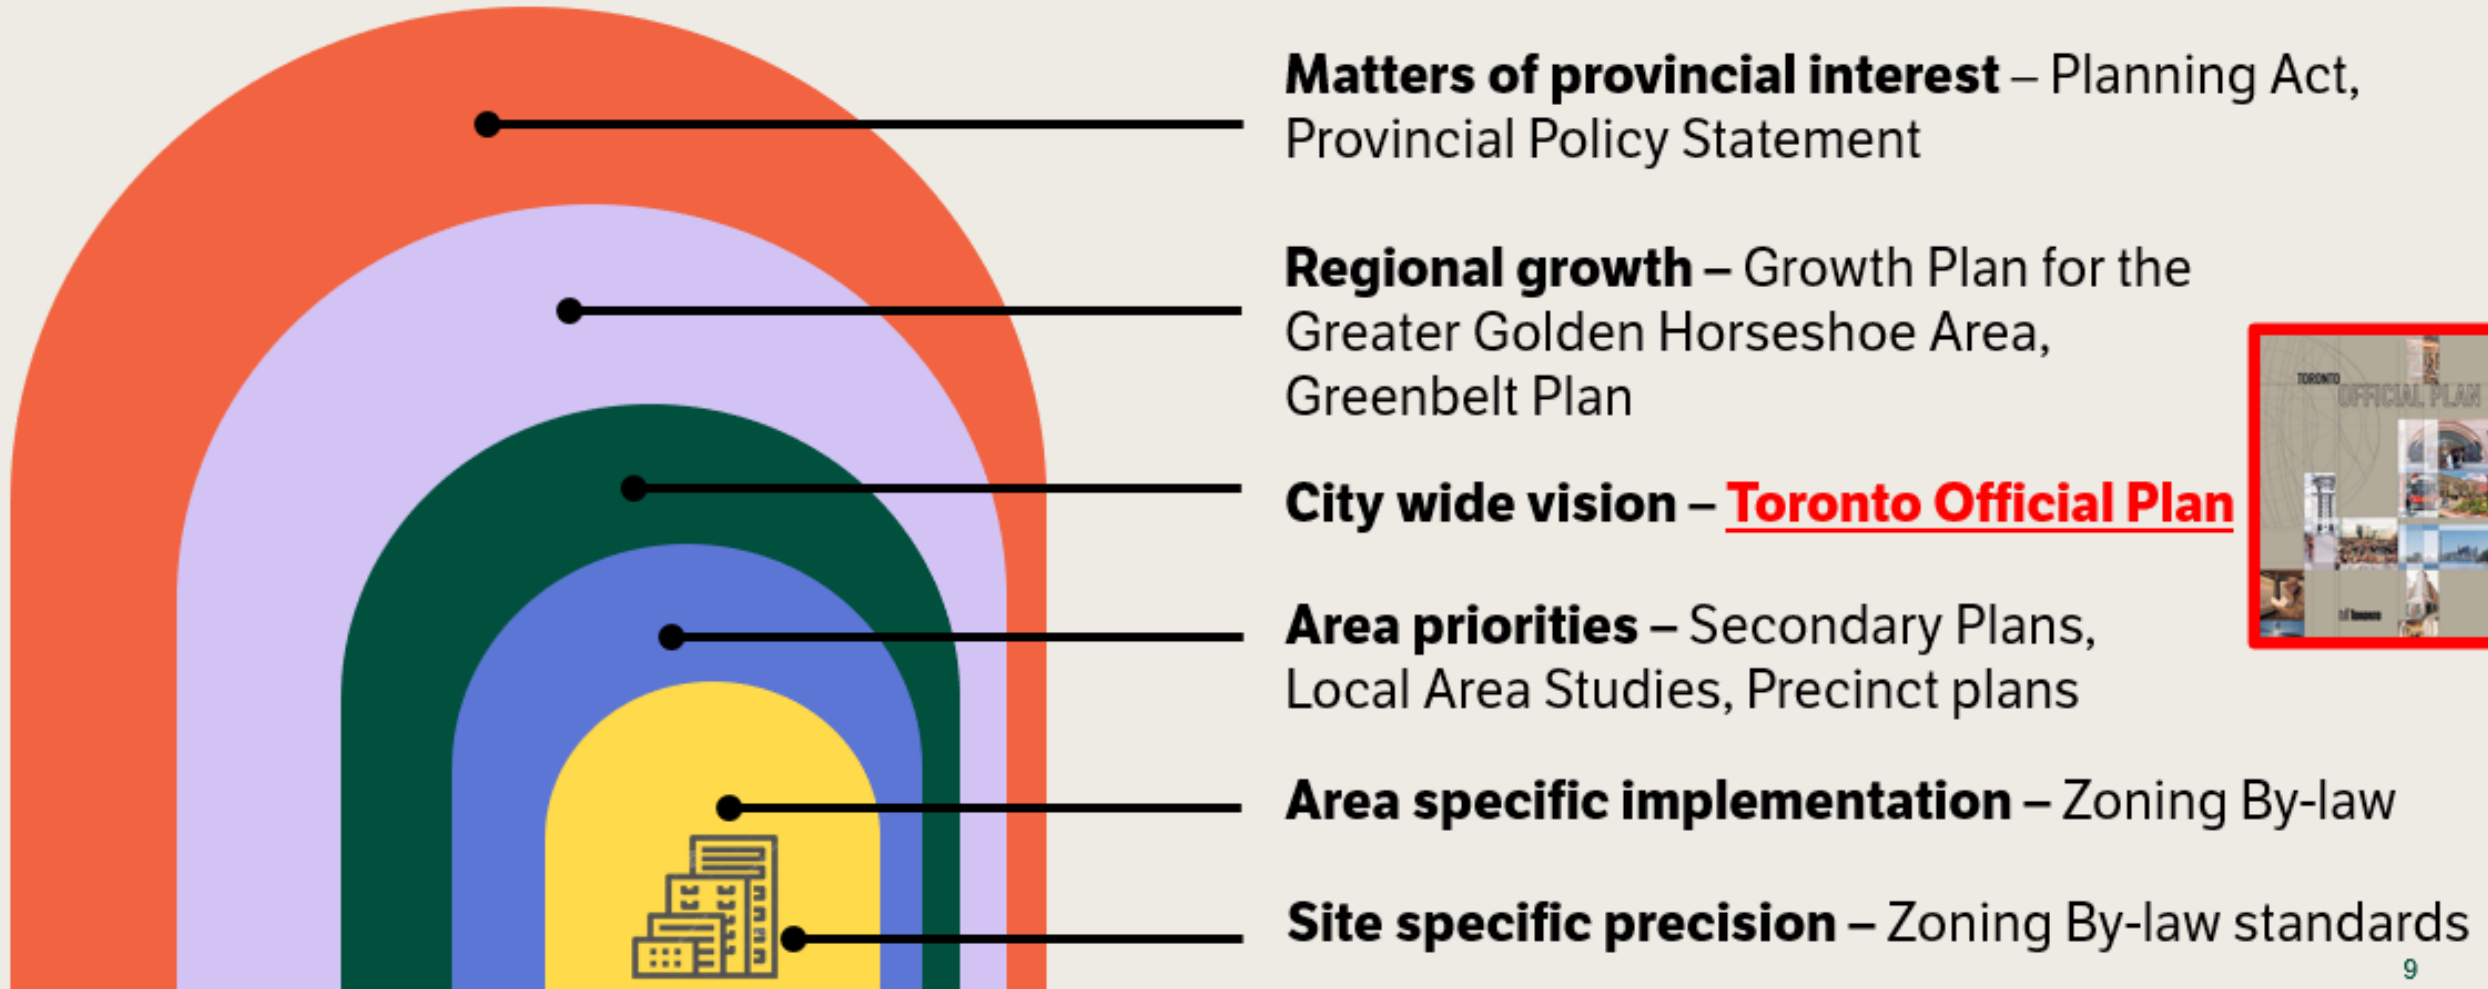 Matters of provincial interest – Planning Act,
Provincial Policy Statement
Regional growth – Growth Plan for the
Greater Golden Horseshoe Area,
Greenbelt Plan
City wide vision – Toronto Official Plan
TORONTO
OFFICIAL PLAN
Toronto
Area priorities – Secondary Plans,
Local Area Studies, Precinct plans
Area specific implementation – Zoning By-law
Site specific precision – Zoning By-law standards
9